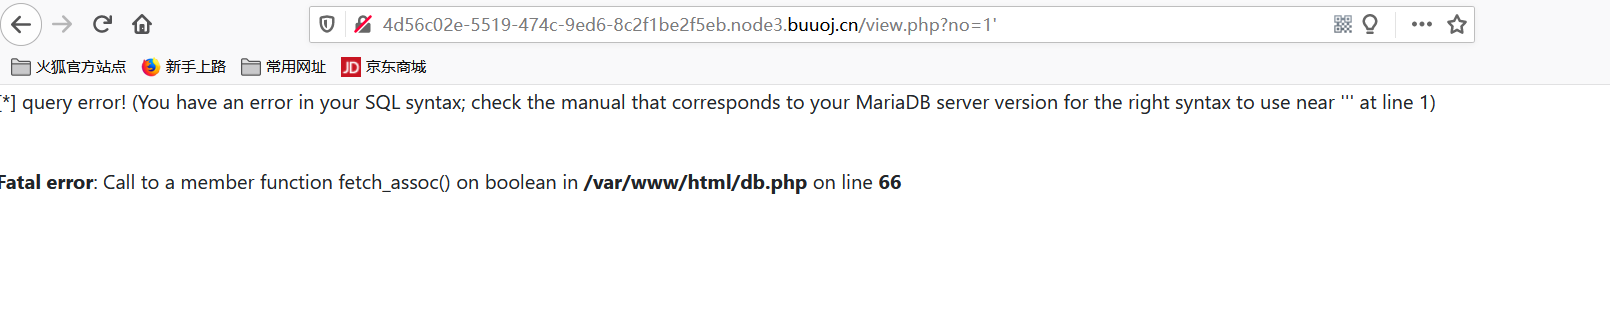 4d56c02e-5519-474c-9ed6-8c2f1be2f5eb.node3.buuoj.cn/view.php?no=1'
火狐官方站点 新手上路 常用网址 JD 京东商城
[*] query error! (You have an error in your SQL syntax; check the manual that corresponds to your MariaDB server version for the right syntax to use near ''' at line 1)
Fatal error: Call to a member function fetch_assoc() on boolean in /var/www/html/db.php on line 66